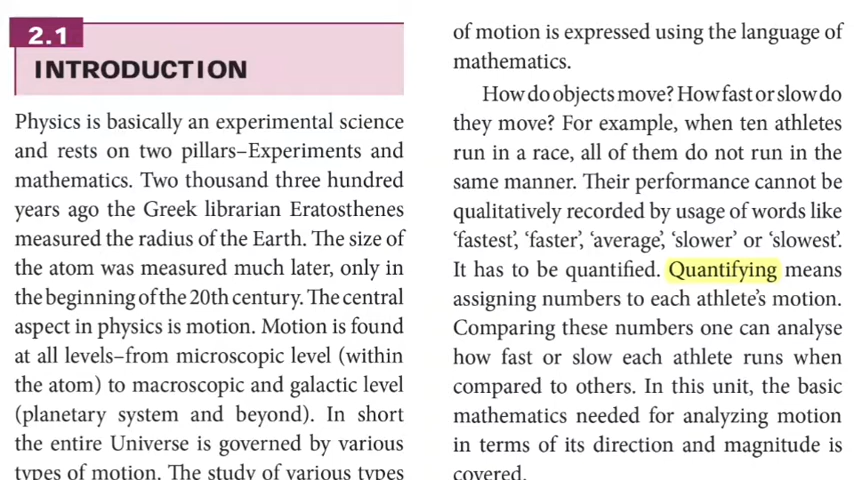 2.1
INTRODUCTION
Physics is basically an experimental science
and rests on two pillars–Experiments and
mathematics. Two thousand three hundred
years ago the Greek librarian Eratosthenes
measured the radius of the Earth. The size of
the atom was measured much later, only in
the beginning of the 20th century. The central
aspect in physics is motion. Motion is found
at all levels–from microscopic level (within
the atom) to macroscopic and galactic level
(planetary system and beyond). In short
the entire Universe is governed by various
types of motion. The study of various types
of motion is expressed using the language of
mathematics.
How do objects move? How fast or slow do
they move? For example, when ten athletes
run in a race, all of them do not run in the
same manner. Their performance cannot be
qualitatively recorded by usage of words like
‘fastest’, ‘faster’, ‘average’, ‘slower’ or ‘slowest’.
It has to be quantified. Quantifying means
assigning numbers to each athlete’s motion.
Comparing these numbers one can analyse
how fast or slow each athlete runs when
compared to others. In this unit, the basic
mathematics needed for analyzing motion
in terms of its direction and magnitude is
covered.